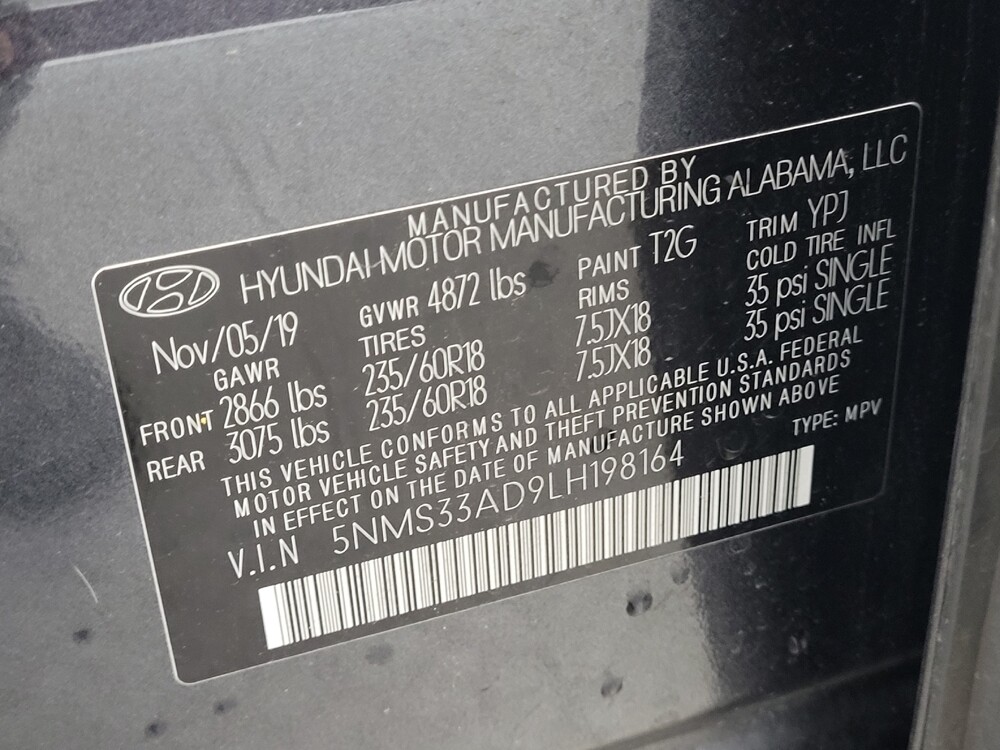 MANUFACTURED BY
HYUNDAI MOTOR MANUFACTURING ALABAMA, LLC
Nov/05/19 GVWR 4872 lbs PAINT T2G TRIM YPJ
GAWR TIRES RIMS COLD TIRE INFL
FRONT 2866 lbs 235/60R18 7.5JX18 35 psi SINGLE
REAR 3075 lbs 235/60R18 7.5JX18 35 psi SINGLE
THIS VEHICLE CONFORMS TO ALL APPLICABLE U.S.A. FEDERAL
MOTOR VEHICLE SAFETY AND THEFT PREVENTION STANDARDS
IN EFFECT ON THE DATE OF MANUFACTURE SHOWN ABOVE
V.I.N 5NMS33AD9LH198164 TYPE: MPV